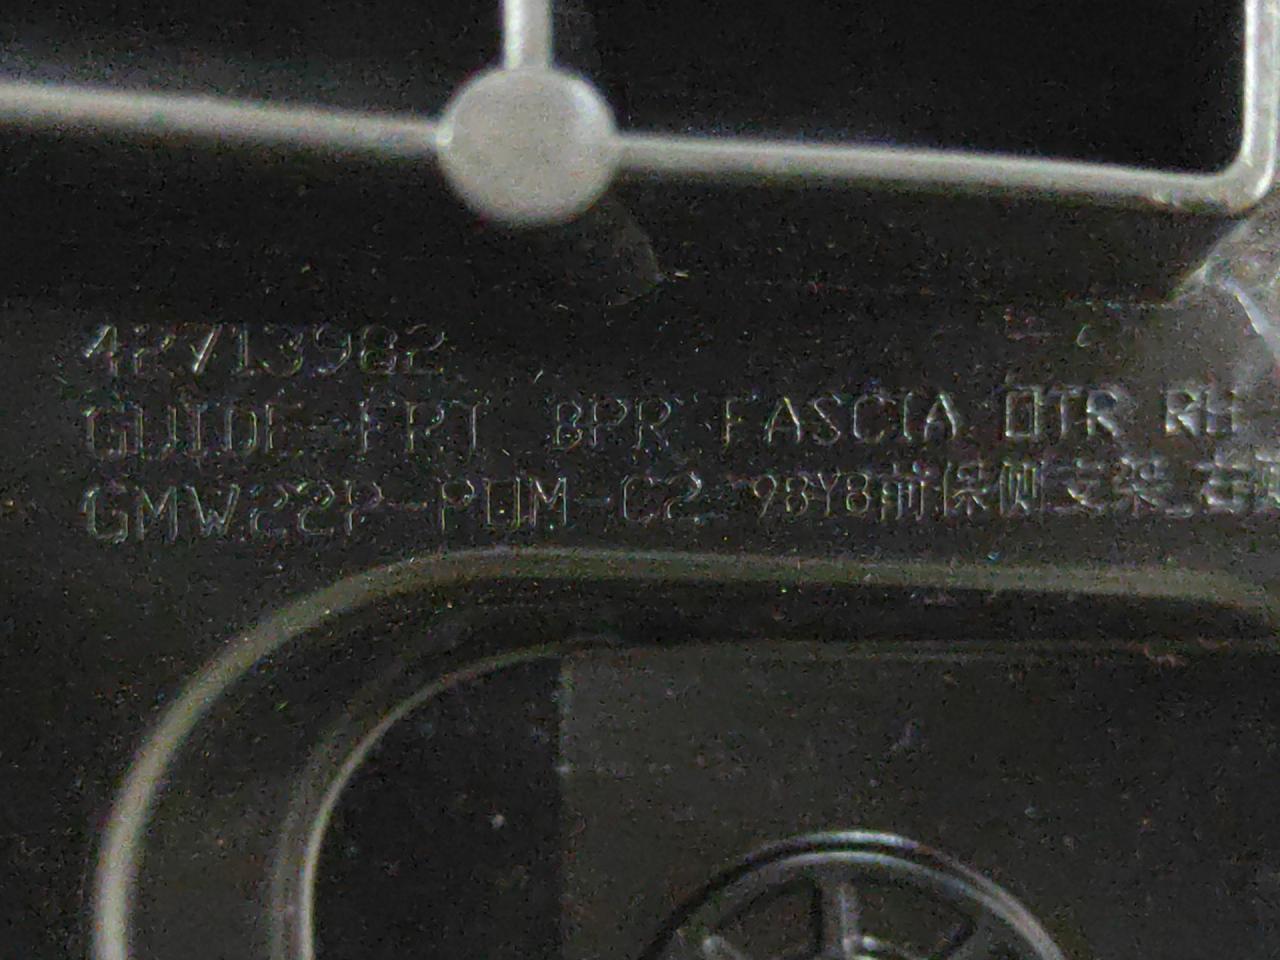 42713982
GUIDE-FRT BPR FASCIA OTR RH
GMW22P-POM-C2 98YB前保侧支架_右